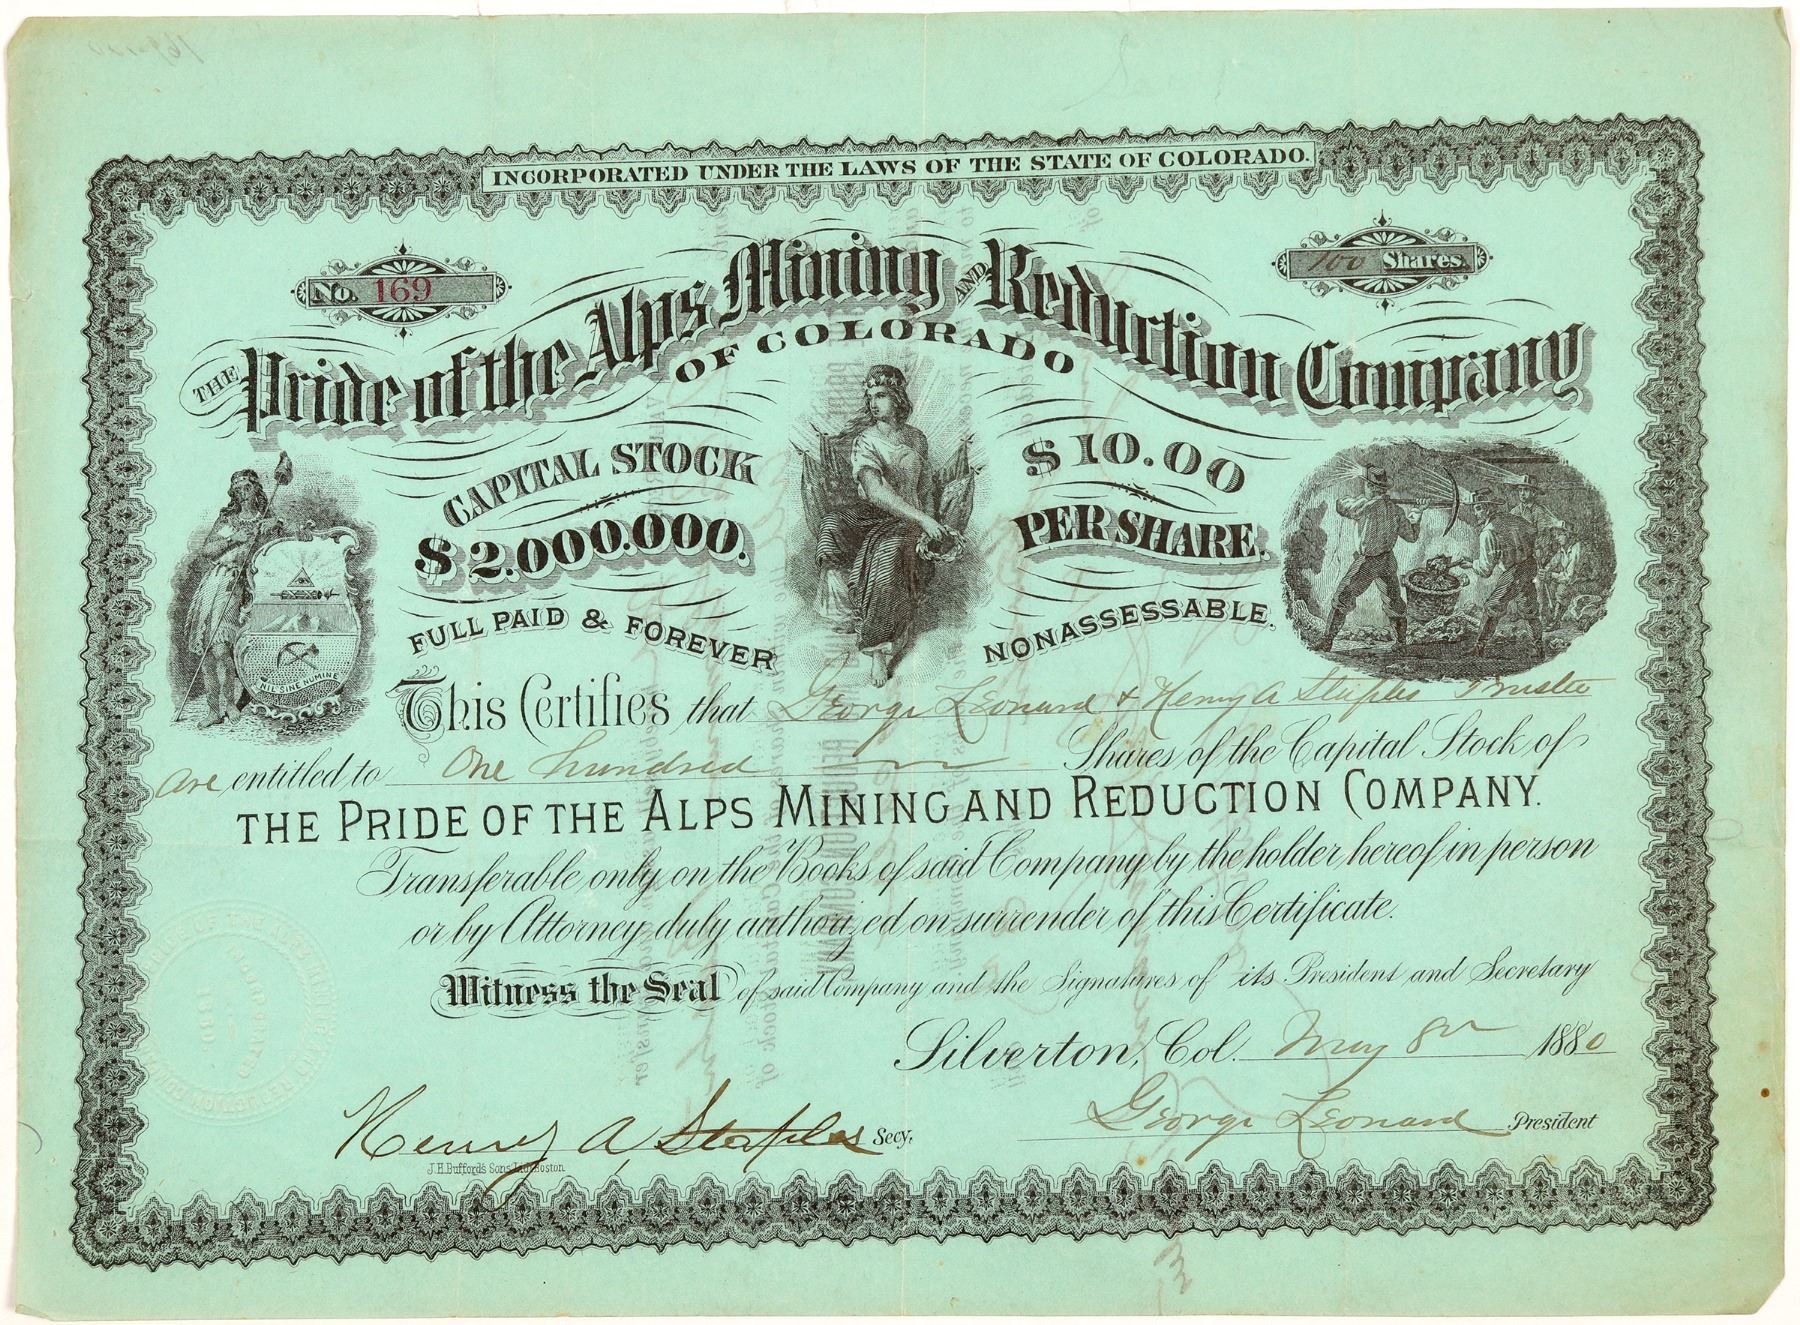 INCORPORATED UNDER THE LAWS OF THE STATE OF COLORADO.
No. 169
100 Shares.
THE Pride of the Alps Mining AND Reduction Company
OF COLORADO
CAPITAL STOCK
$2.000.000.
$10.00
PER SHARE.
FULL PAID & FOREVER
NONASSESSABLE.
NIL SINE NUMINE
This Certifies that George Leonard & Henry A Staples Trustee
are entitled to One hundred Shares of the Capital Stock of
THE PRIDE OF THE ALPS MINING AND REDUCTION COMPANY.
Transferable only on the Books of said Company by the holder hereof in person
or by Attorney duly authorized on surrender of this Certificate.
Witness the Seal of said Company and the Signatures of its President and Secretary
Silverton, Col. May 8th 1880
Henry A Staples Secy.
George Leonard President
J.H. Bufford's Sons, Lith. Boston.